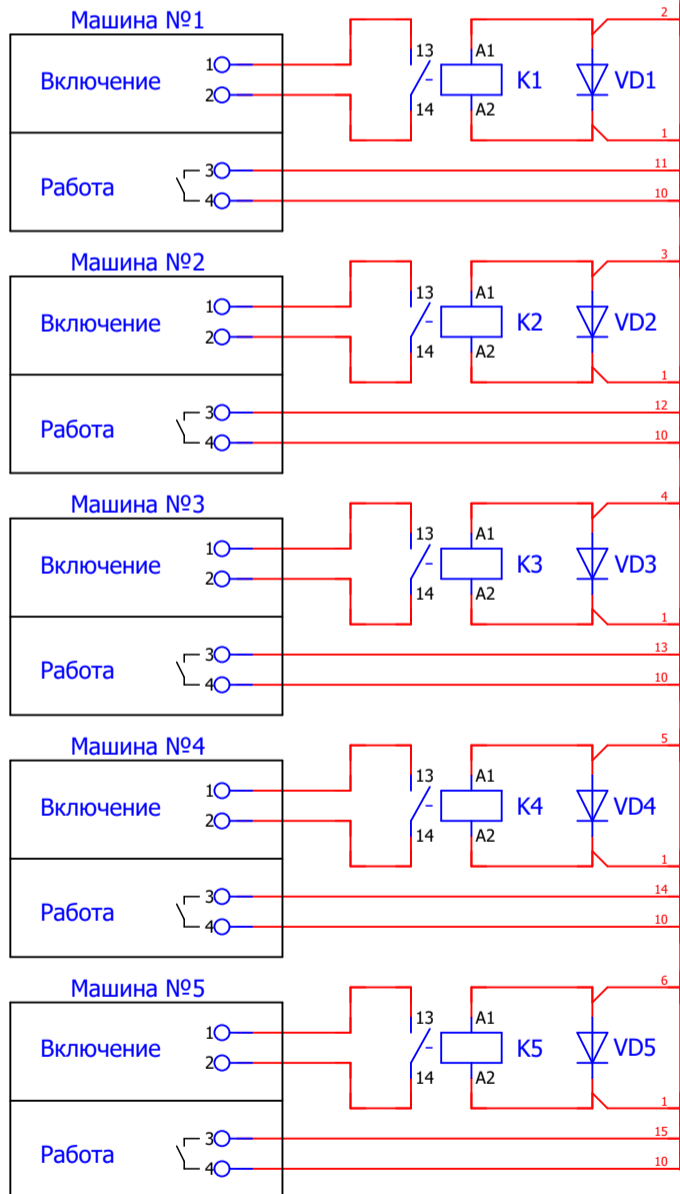 Машина №1
2
13 A1
1
Включение K1 VD1
2
14 A2
1
3 11
Работа
4 10
Машина №2
3
13 A1
1
Включение K2 VD2
2
14 A2
1
3 12
Работа
4 10
Машина №3
4
13 A1
1
Включение K3 VD3
2
14 A2
1
3 13
Работа
4 10
Машина №4
5
13 A1
1
Включение K4 VD4
2
14 A2
1
3 14
Работа
4 10
Машина №5
6
13 A1
1
Включение K5 VD5
2
14 A2
1
3 15
Работа
4 10